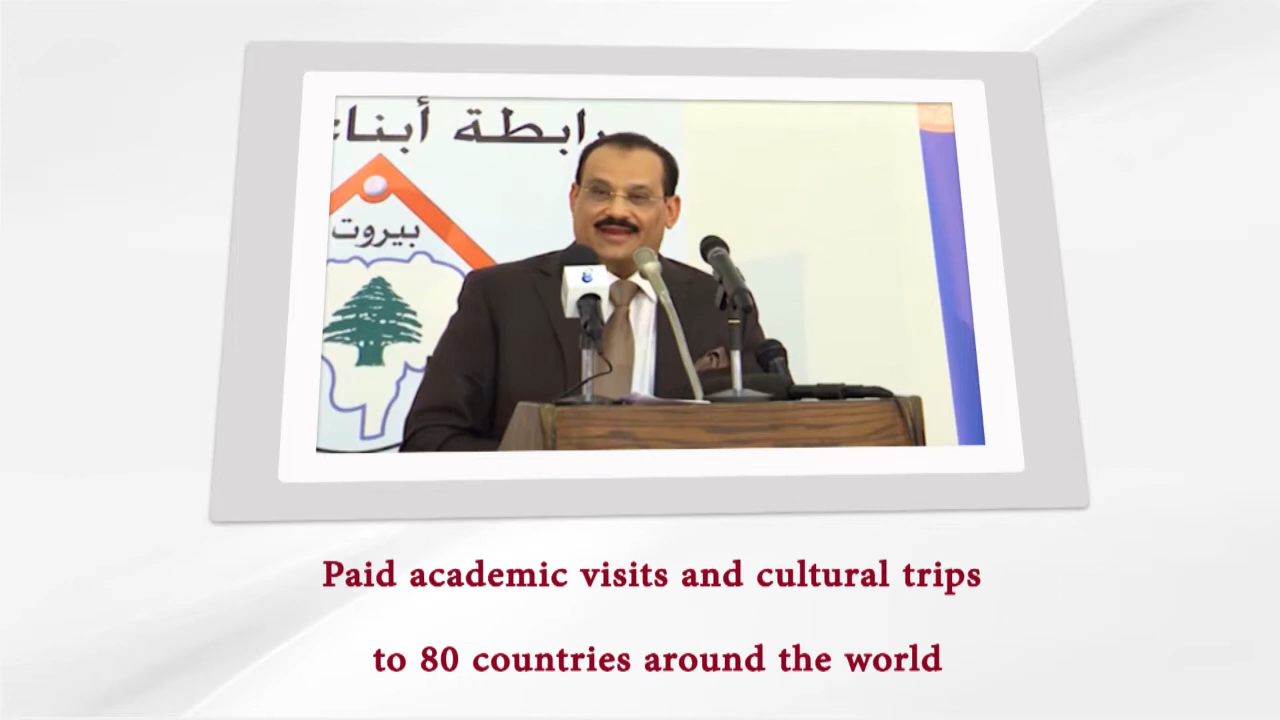 رابطة أبناء
بيروت
Paid academic visits and cultural trips
to 80 countries around the world